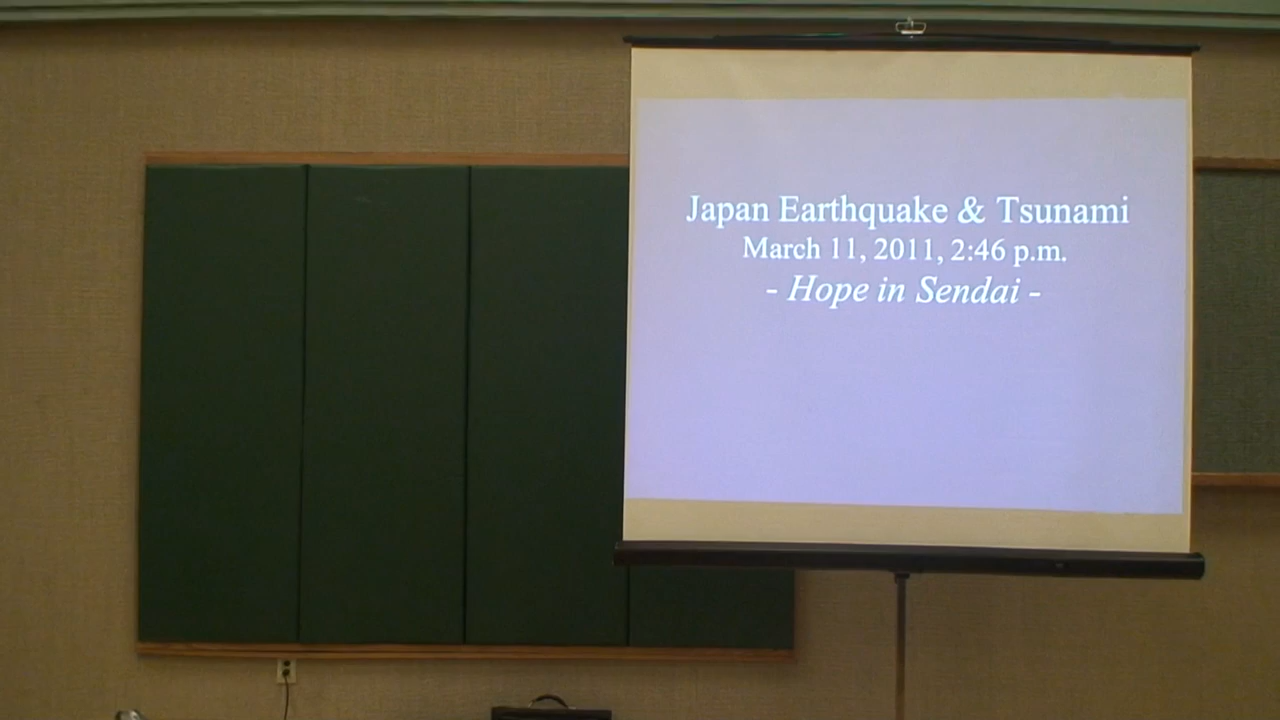 Japan Earthquake & Tsunami
March 11, 2011, 2:46 p.m.
- Hope in Sendai -